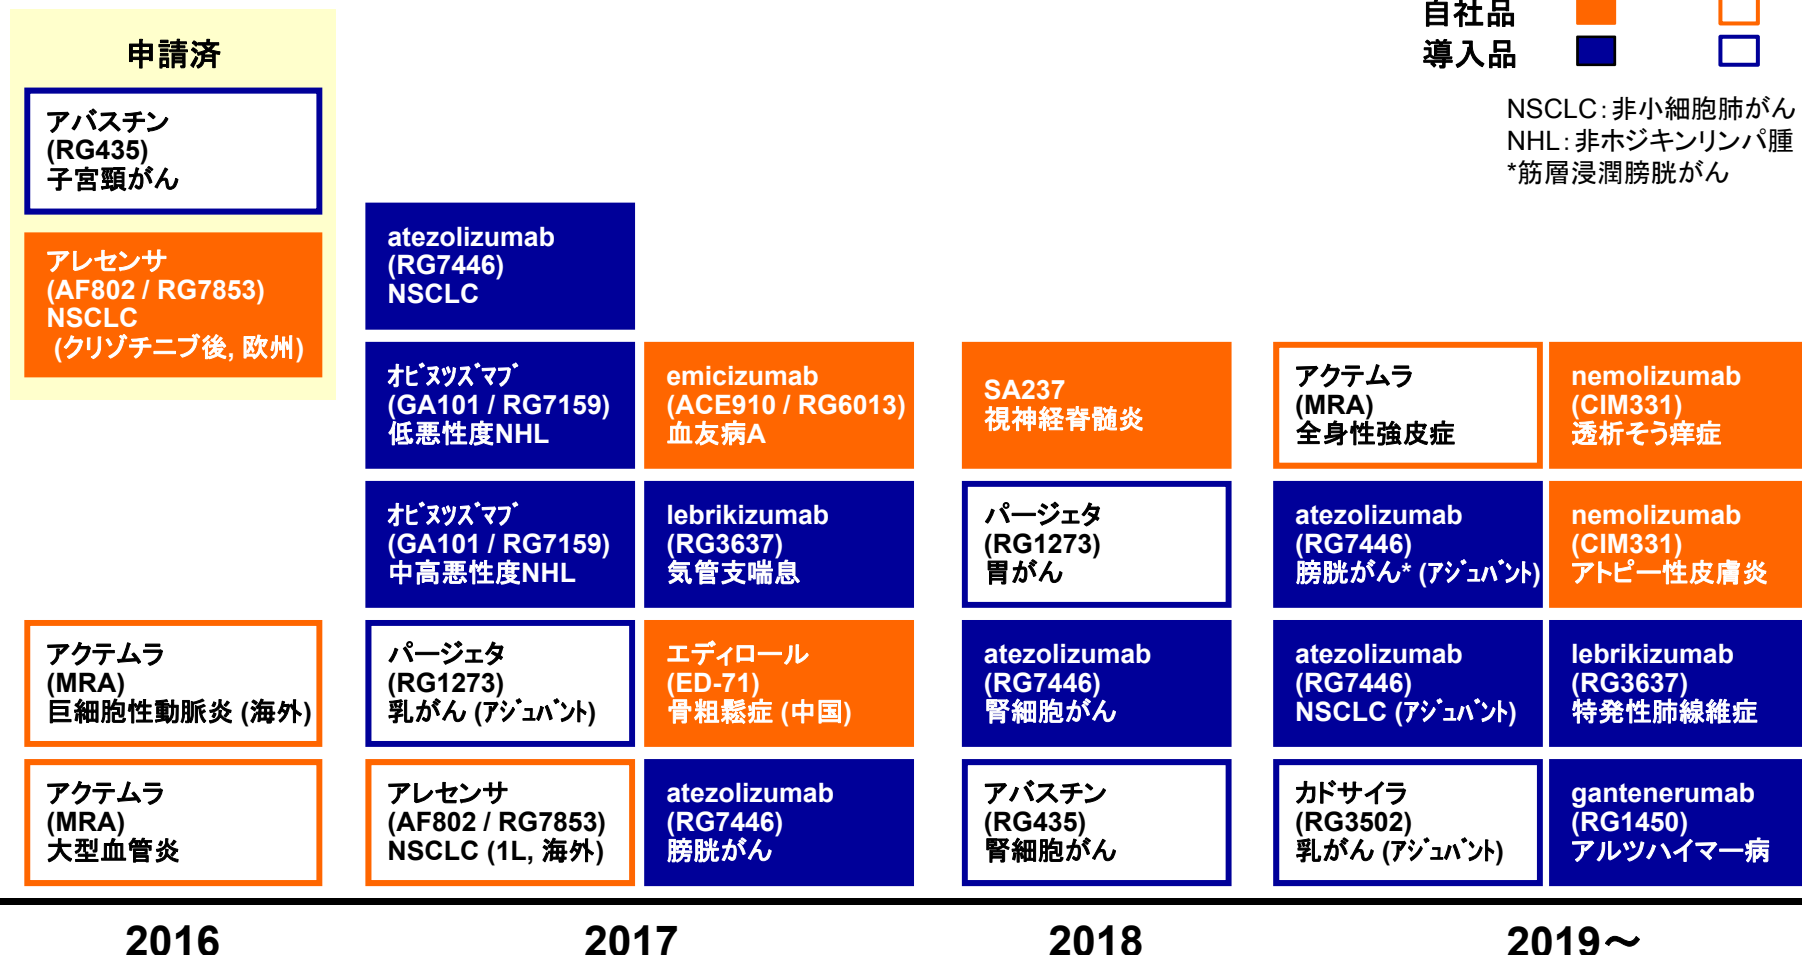 自社品
導入品
NSCLC:非小細胞肺がん
NHL:非ホジキンリンパ腫
*筋層浸潤膀胱がん
申請済
アバスチン
(RG435)
子宮頸がん
アレセンサ
(AF802 / RG7853)
NSCLC
(クリゾチニブ後, 欧州)
アクテムラ
(MRA)
巨細胞性動脈炎 (海外)
アクテムラ
(MRA)
大型血管炎
atezolizumab
(RG7446)
NSCLC
オビヌツズマブ
(GA101 / RG7159)
低悪性度NHL
オビヌツズマブ
(GA101 / RG7159)
中高悪性度NHL
パージェタ
(RG1273)
乳がん (アジュバント)
アレセンサ
(AF802 / RG7853)
NSCLC (1L, 海外)
emicizumab
(ACE910 / RG6013)
血友病A
lebrikizumab
(RG3637)
気管支喘息
エディロール
(ED-71)
骨粗鬆症 (中国)
atezolizumab
(RG7446)
膀胱がん
SA237
視神経脊髄炎
パージェタ
(RG1273)
胃がん
atezolizumab
(RG7446)
腎細胞がん
アバスチン
(RG435)
腎細胞がん
アクテムラ
(MRA)
全身性強皮症
atezolizumab
(RG7446)
膀胱がん* (アジュバント)
atezolizumab
(RG7446)
NSCLC (アジュバント)
カドサイラ
(RG3502)
乳がん (アジュバント)
nemolizumab
(CIM331)
透析そう痒症
nemolizumab
(CIM331)
アトピー性皮膚炎
lebrikizumab
(RG3637)
特発性肺線維症
gantenerumab
(RG1450)
アルツハイマー病
2016
2017
2018
2019～